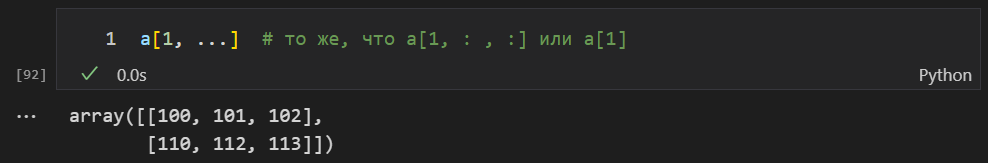 1 a[1, ...] # то же, что a[1, : , :] или a[1]
[92] ✓ 0.0s Python
... array([[100, 101, 102],
[110, 112, 113]])